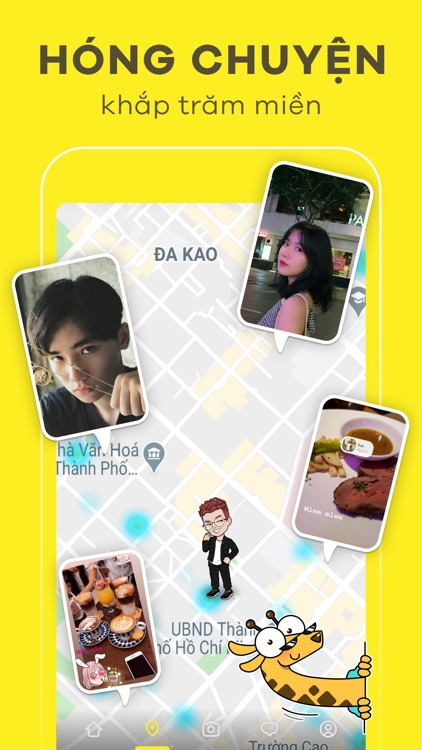 HÓNG CHUYỆN
khắp trăm miền
PA
ĐA KAO
hà Văn Hoá
Thành Phố...
Mlem mlem
UBND Thàn
hố Hồ Chí
Trường Cao